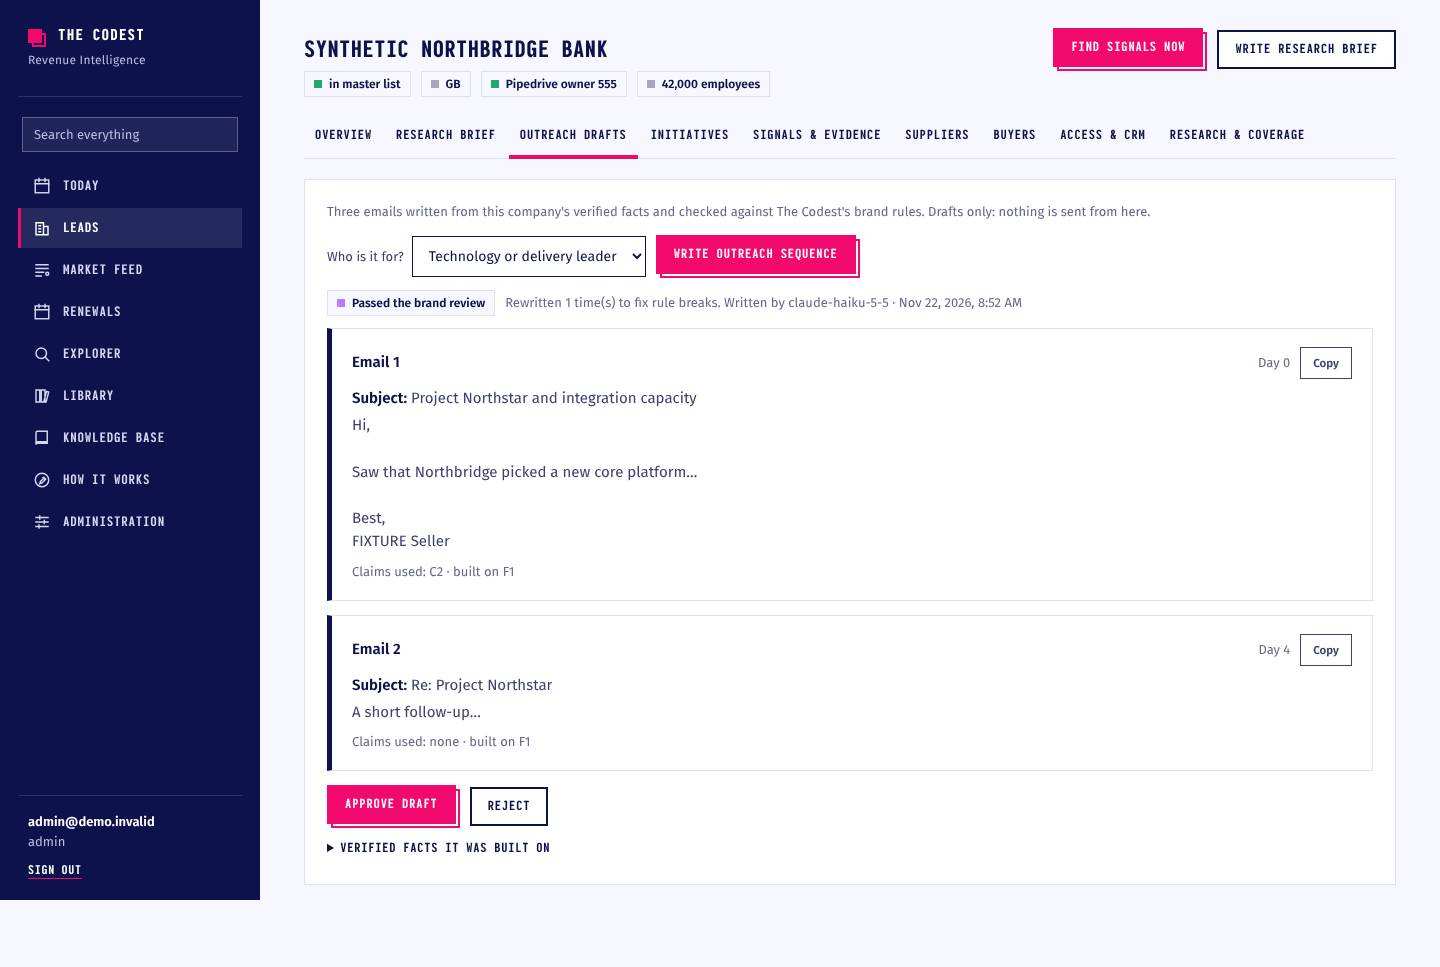 THE CODEST
Revenue Intelligence
Search everything
TODAY
LEADS
MARKET FEED
RENEWALS
EXPLORER
LIBRARY
KNOWLEDGE BASE
HOW IT WORKS
ADMINISTRATION
admin@demo.invalid
admin
SIGN OUT
SYNTHETIC NORTHBRIDGE BANK
FIND SIGNALS NOW
WRITE RESEARCH BRIEF
in master list GB Pipedrive owner 555 42,000 employees
OVERVIEW RESEARCH BRIEF OUTREACH DRAFTS INITIATIVES SIGNALS & EVIDENCE SUPPLIERS BUYERS ACCESS & CRM RESEARCH & COVERAGE
Three emails written from this company's verified facts and checked against The Codest's brand rules. Drafts only: nothing is sent from here.
Who is it for? Technology or delivery leader WRITE OUTREACH SEQUENCE
Passed the brand review Rewritten 1 time(s) to fix rule breaks. Written by claude-haiku-5-5 · Nov 22, 2026, 8:52 AM
Email 1 Day 0 Copy
Subject: Project Northstar and integration capacity
Hi,
Saw that Northbridge picked a new core platform...
Best,
FIXTURE Seller
Claims used: C2 · built on F1
Email 2 Day 4 Copy
Subject: Re: Project Northstar
A short follow-up...
Claims used: none · built on F1
APPROVE DRAFT REJECT
VERIFIED FACTS IT WAS BUILT ON